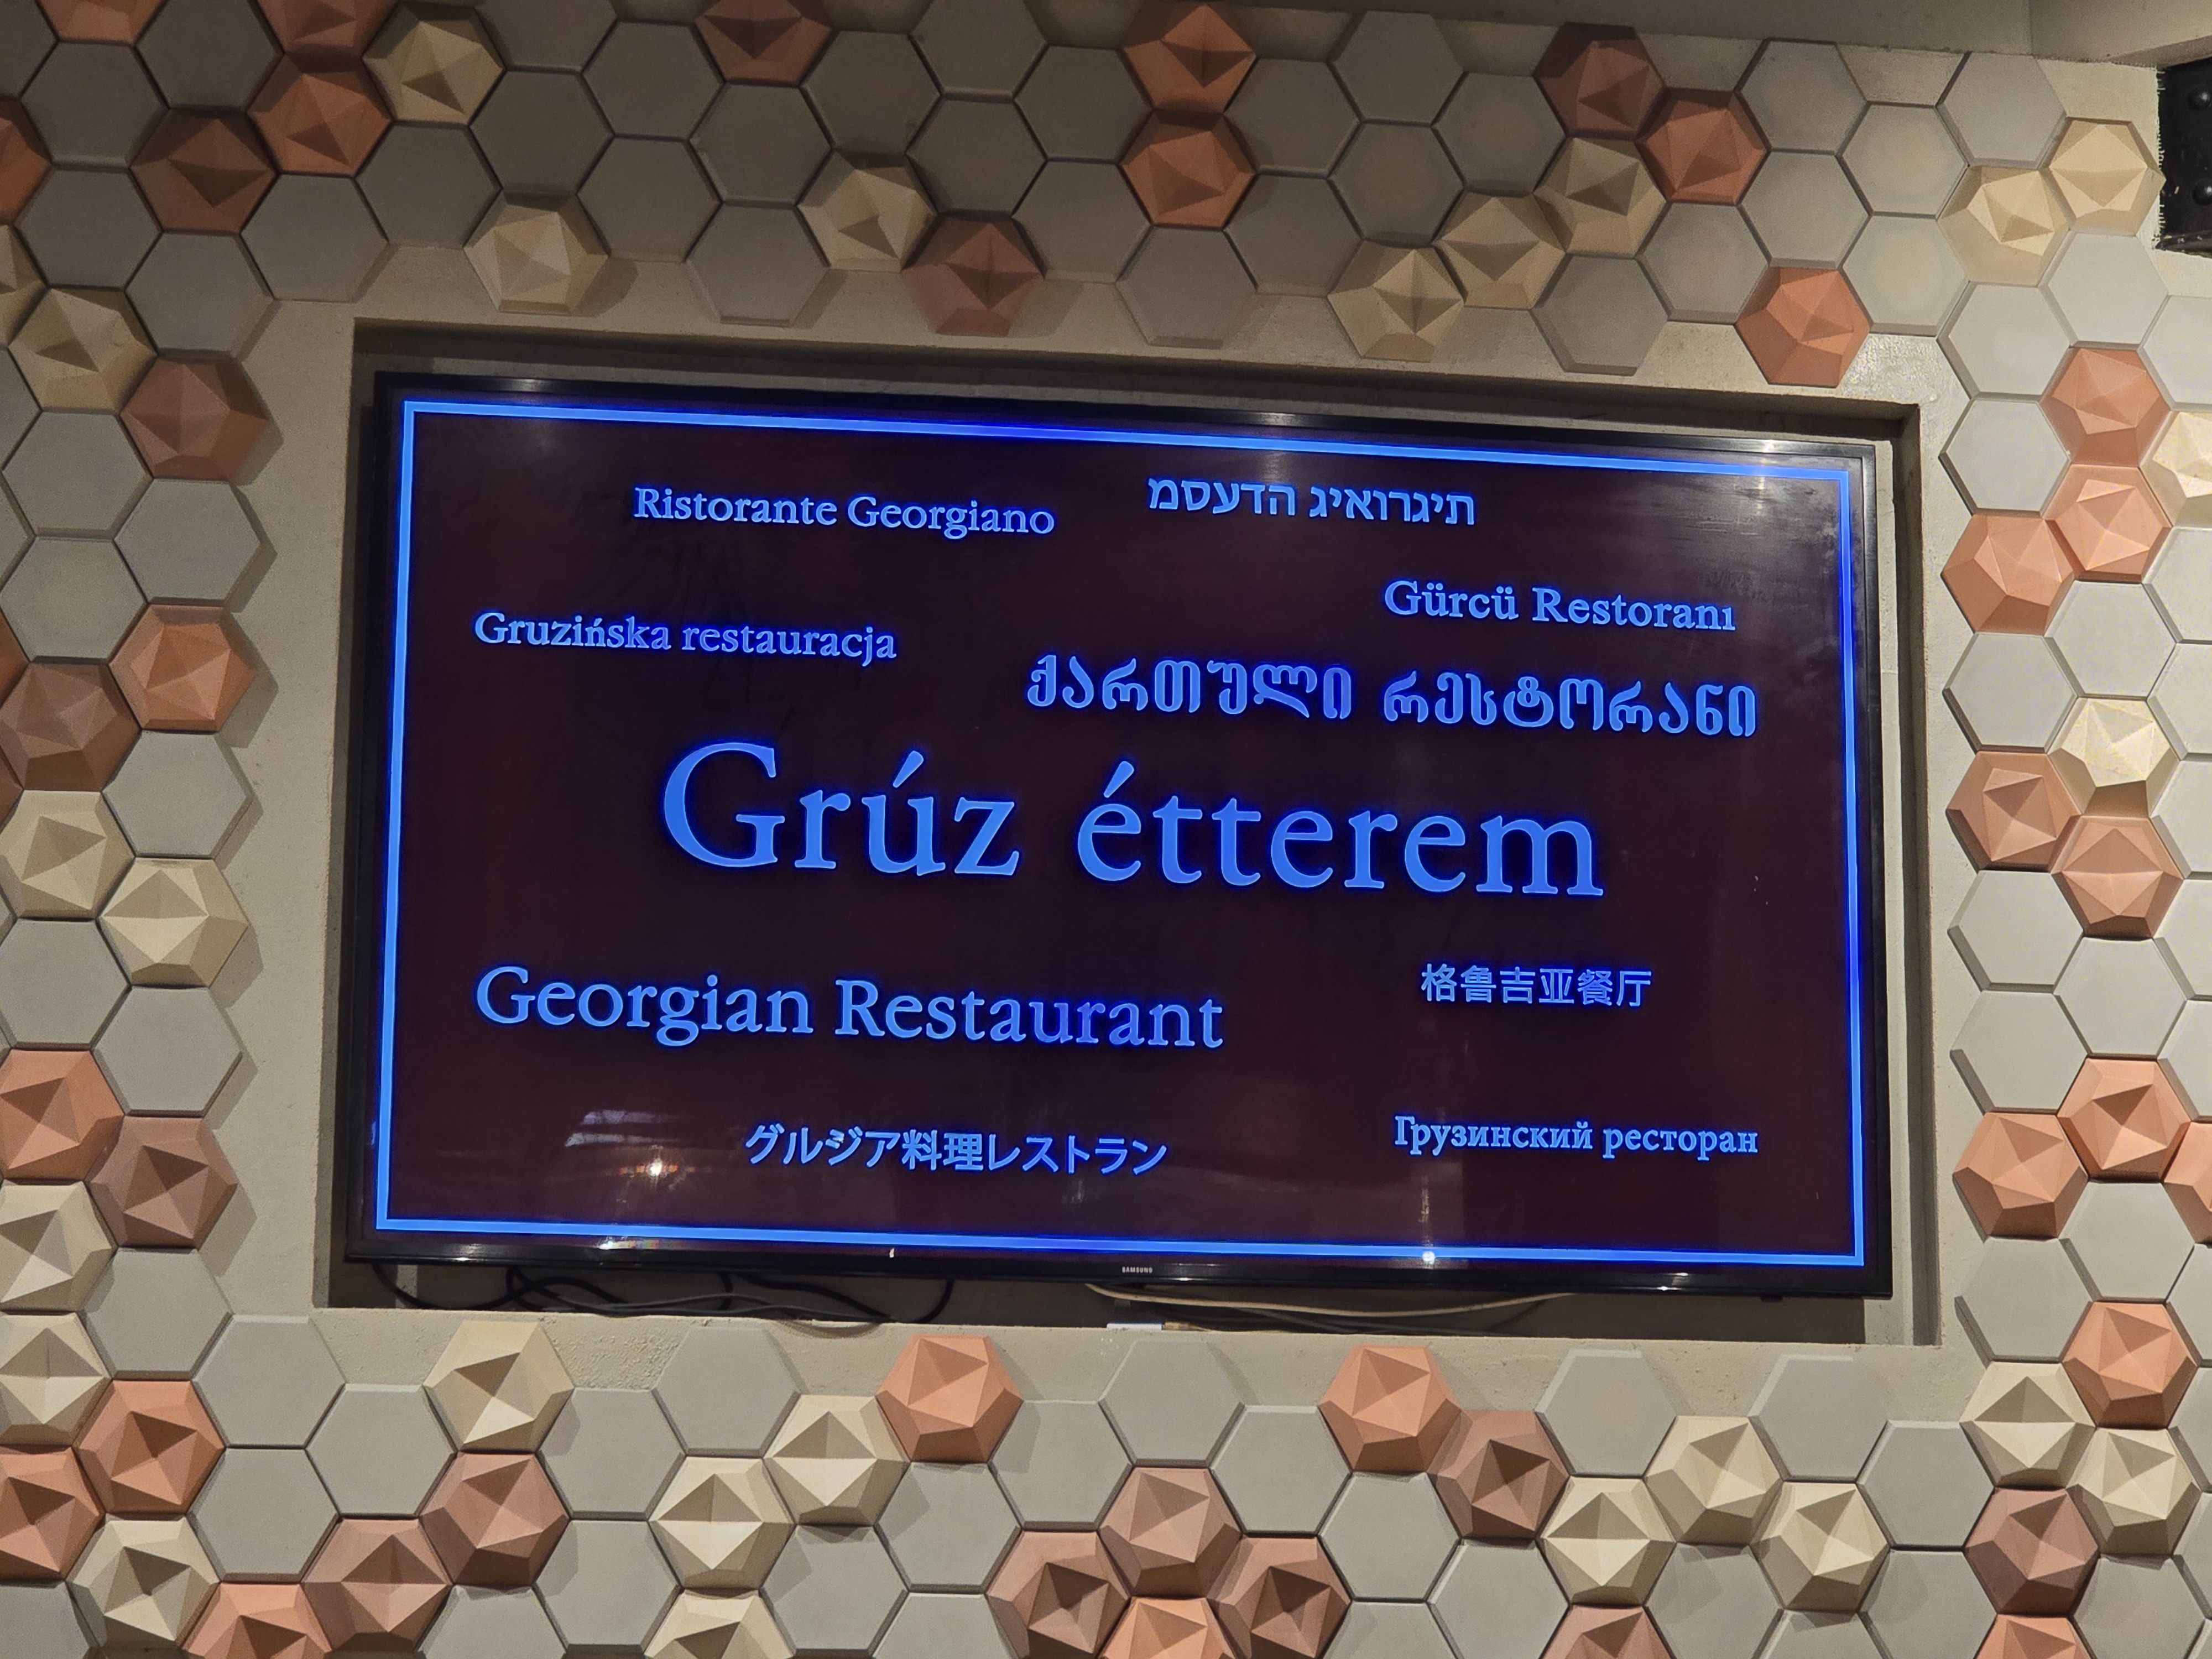 Ristorante Georgiano
תיגרואיג הדעסמ
Gürcü Restoranı
Gruzińska restauracja
ქართული რესტორანი
Grúz étterem
格鲁吉亚餐厅
Georgian Restaurant
グルジア料理レストラン
Грузинский ресторан
SAMSUNG